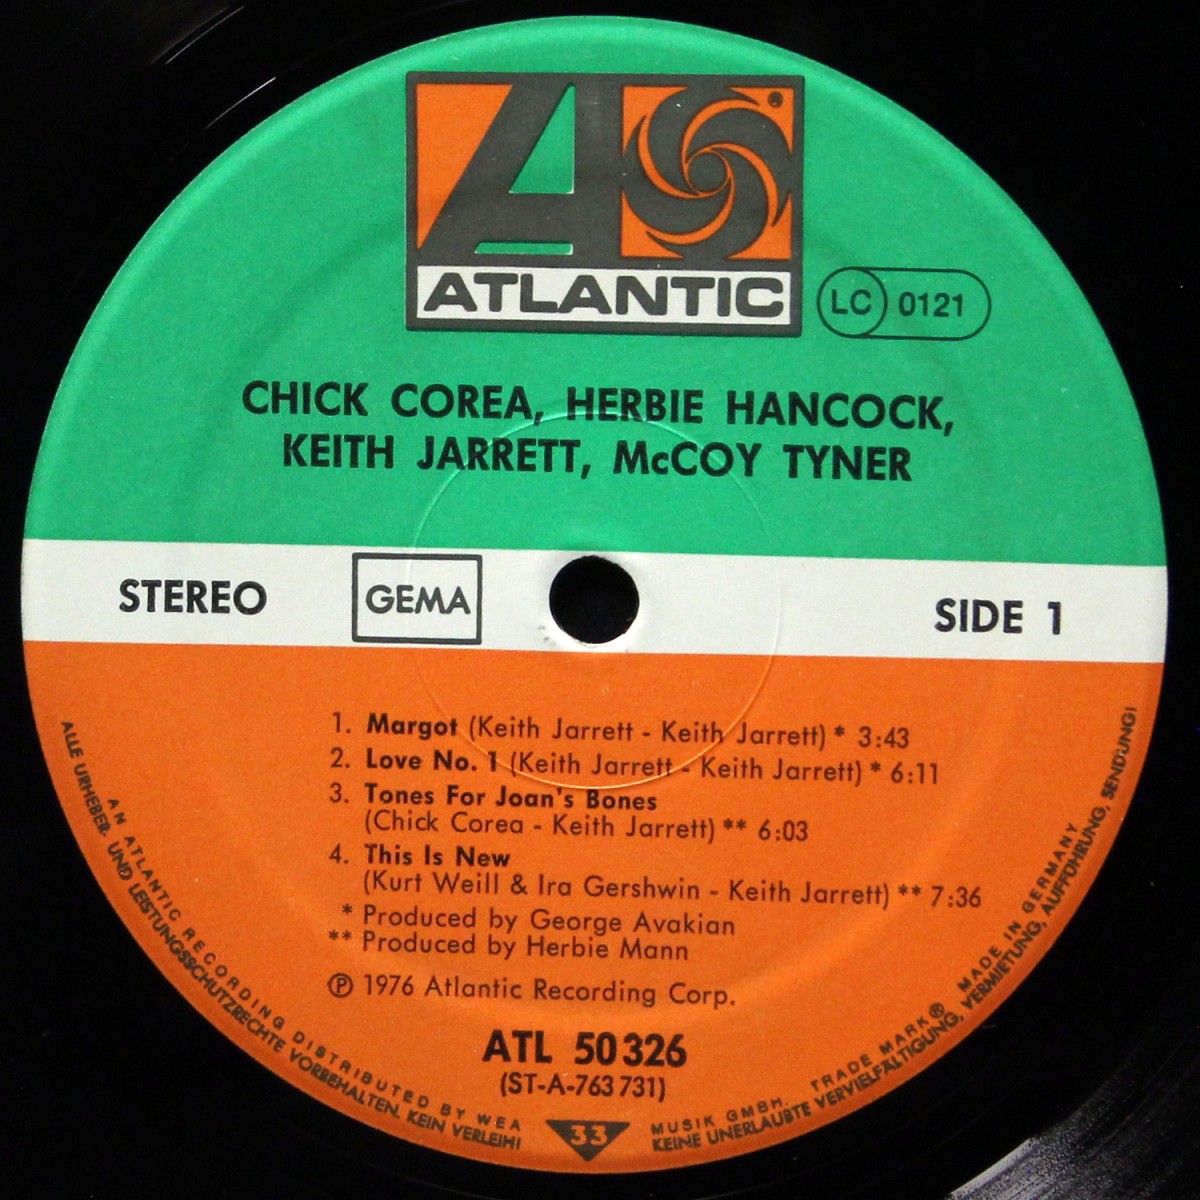 ®
ATLANTIC
LC 0121
CHICK COREA, HERBIE HANCOCK,
KEITH JARRETT, McCOY TYNER
STEREO
GEMA
SIDE 1
1. Margot (Keith Jarrett - Keith Jarrett) * 3:43
2. Love No. 1 (Keith Jarrett - Keith Jarrett) * 6:11
3. Tones For Joan's Bones
(Chick Corea - Keith Jarrett) ** 6:03
4. This Is New
(Kurt Weill & Ira Gershwin - Keith Jarrett) ** 7:36
* Produced by George Avakian
** Produced by Herbie Mann
℗ 1976 Atlantic Recording Corp.
ATL 50 326
(ST-A-763 731)
33
AN ATLANTIC RECORDING DISTRIBUTED BY WEA MUSIK GMBH. TRADE MARK® MADE IN GERMANY
ALLE URHEBER- UND LEISTUNGSSCHUTZRECHTE VORBEHALTEN. KEIN VERLEIH! KEINE UNERLAUBTE VERVIELFÄLTIGUNG, VERMIETUNG, AUFFÜHRUNG, SENDUNG!